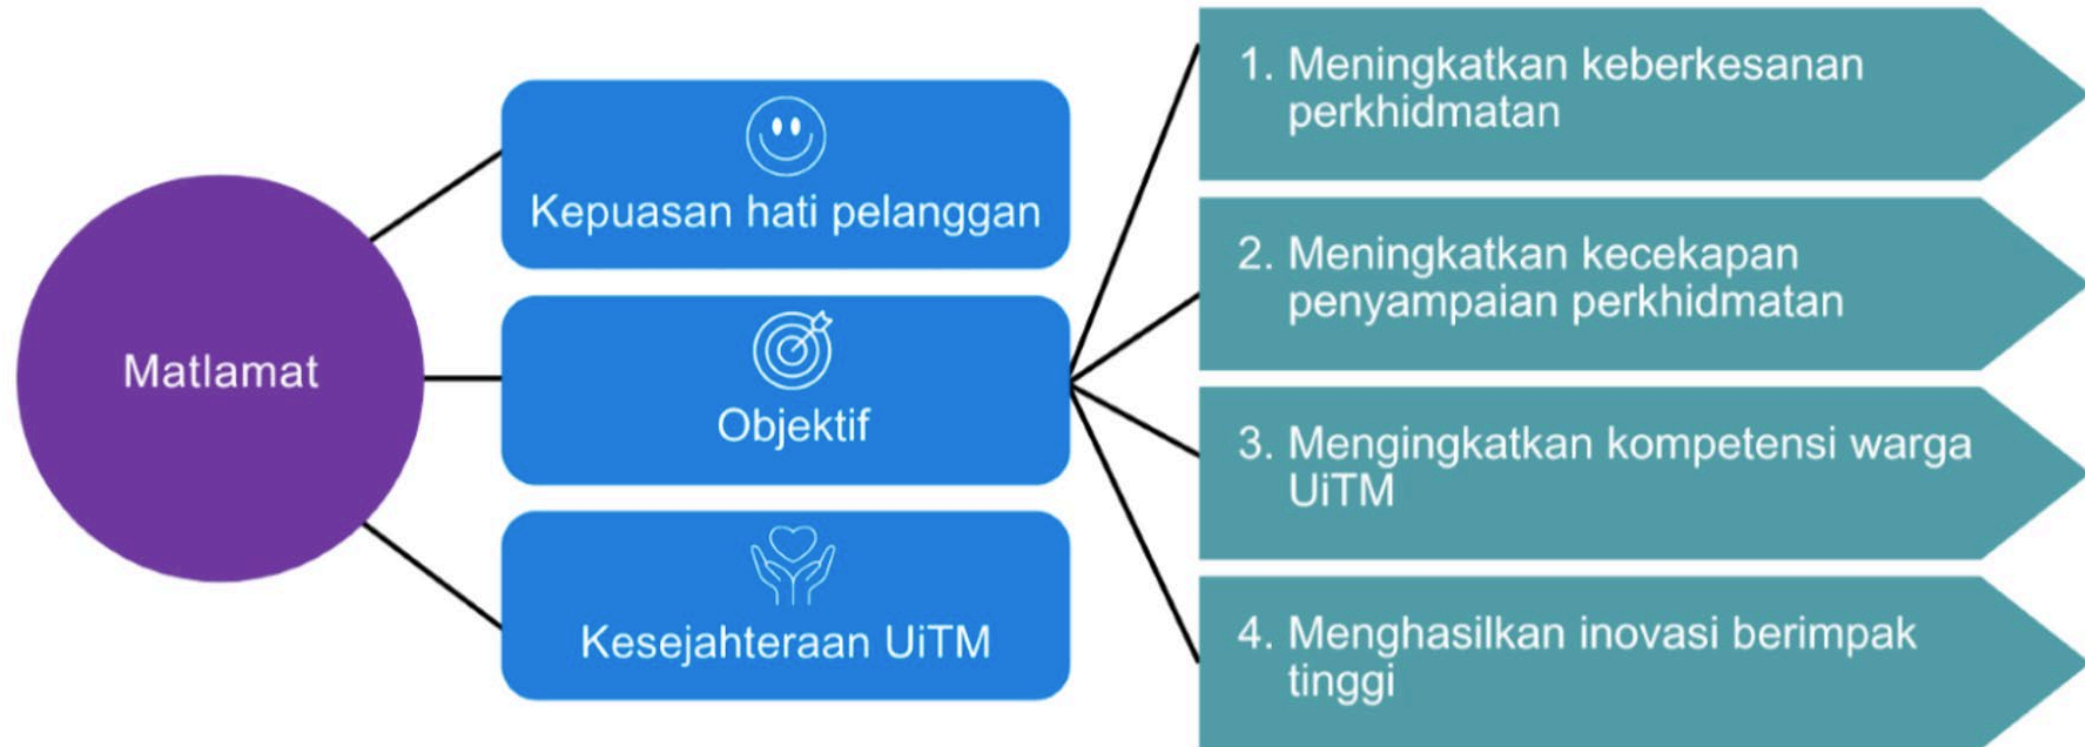 Matlamat
Kepuasan hati pelanggan
Objektif
Kesejahteraan UiTM
1. Meningkatkan keberkesanan
perkhidmatan
2. Meningkatkan kecekapan
penyampaian perkhidmatan
3. Mengingkatkan kompetensi warga
UiTM
4. Menghasilkan inovasi berimpak
tinggi